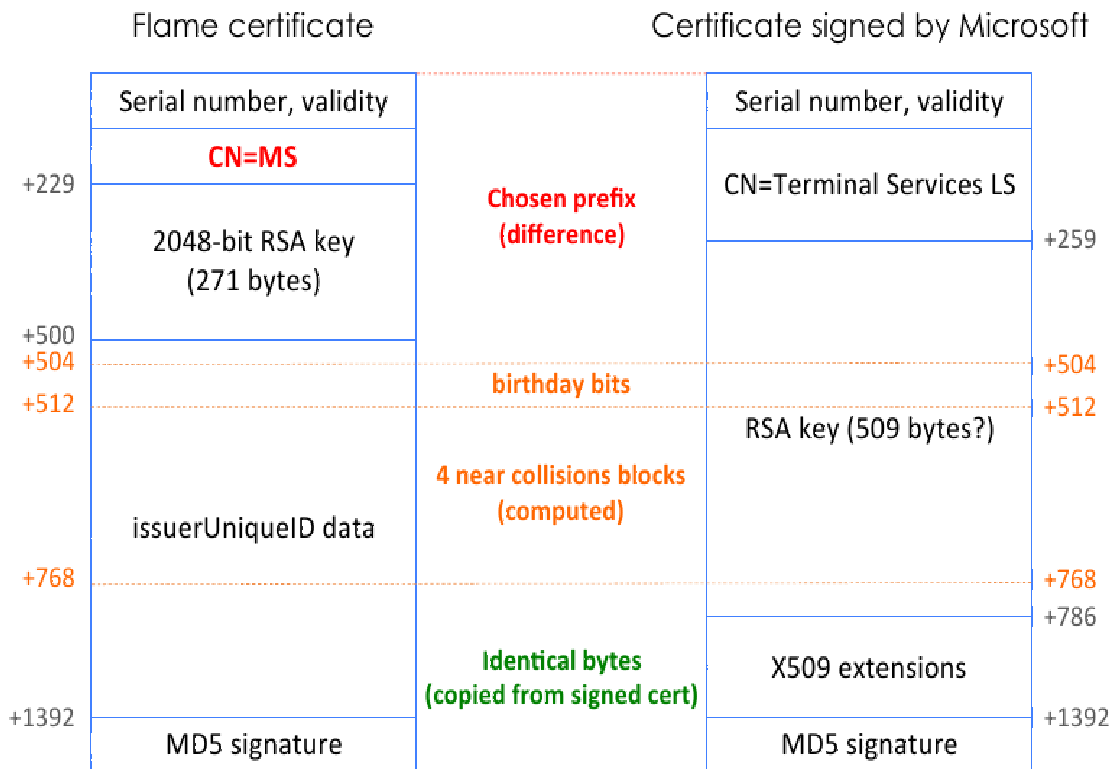 Flame certificate
Certificate signed by Microsoft
Serial number, validity
Serial number, validity
CN=MS
+229
CN=Terminal Services LS
Chosen prefix
(difference)
2048-bit RSA key
(271 bytes)
+259
+500
+504
+504
birthday bits
+512
+512
RSA key (509 bytes?)
4 near collisions blocks
(computed)
issuerUniqueID data
+768
+768
+786
Identical bytes
(copied from signed cert)
X509 extensions
+1392
+1392
MD5 signature
MD5 signature